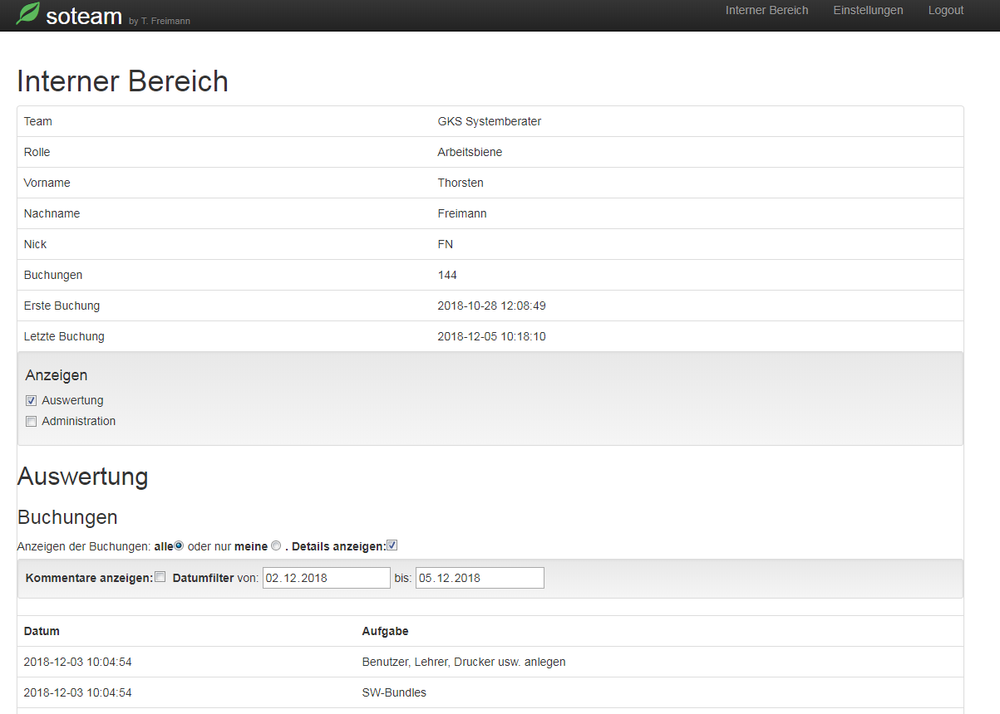 soteam by T. Freimann
Interner Bereich Einstellungen Logout
Interner Bereich
Team GKS Systemberater
Rolle Arbeitsbiene
Vorname Thorsten
Nachname Freimann
Nick FN
Buchungen 144
Erste Buchung 2018-10-28 12:08:49
Letzte Buchung 2018-12-05 10:18:10
Anzeigen
Auswertung
Administration
Auswertung
Buchungen
Anzeigen der Buchungen: alle oder nur meine . Details anzeigen:
Kommentare anzeigen: Datumfilter von: 02.12.2018 bis: 05.12.2018
Datum Aufgabe
2018-12-03 10:04:54 Benutzer, Lehrer, Drucker usw. anlegen
2018-12-03 10:04:54 SW-Bundles